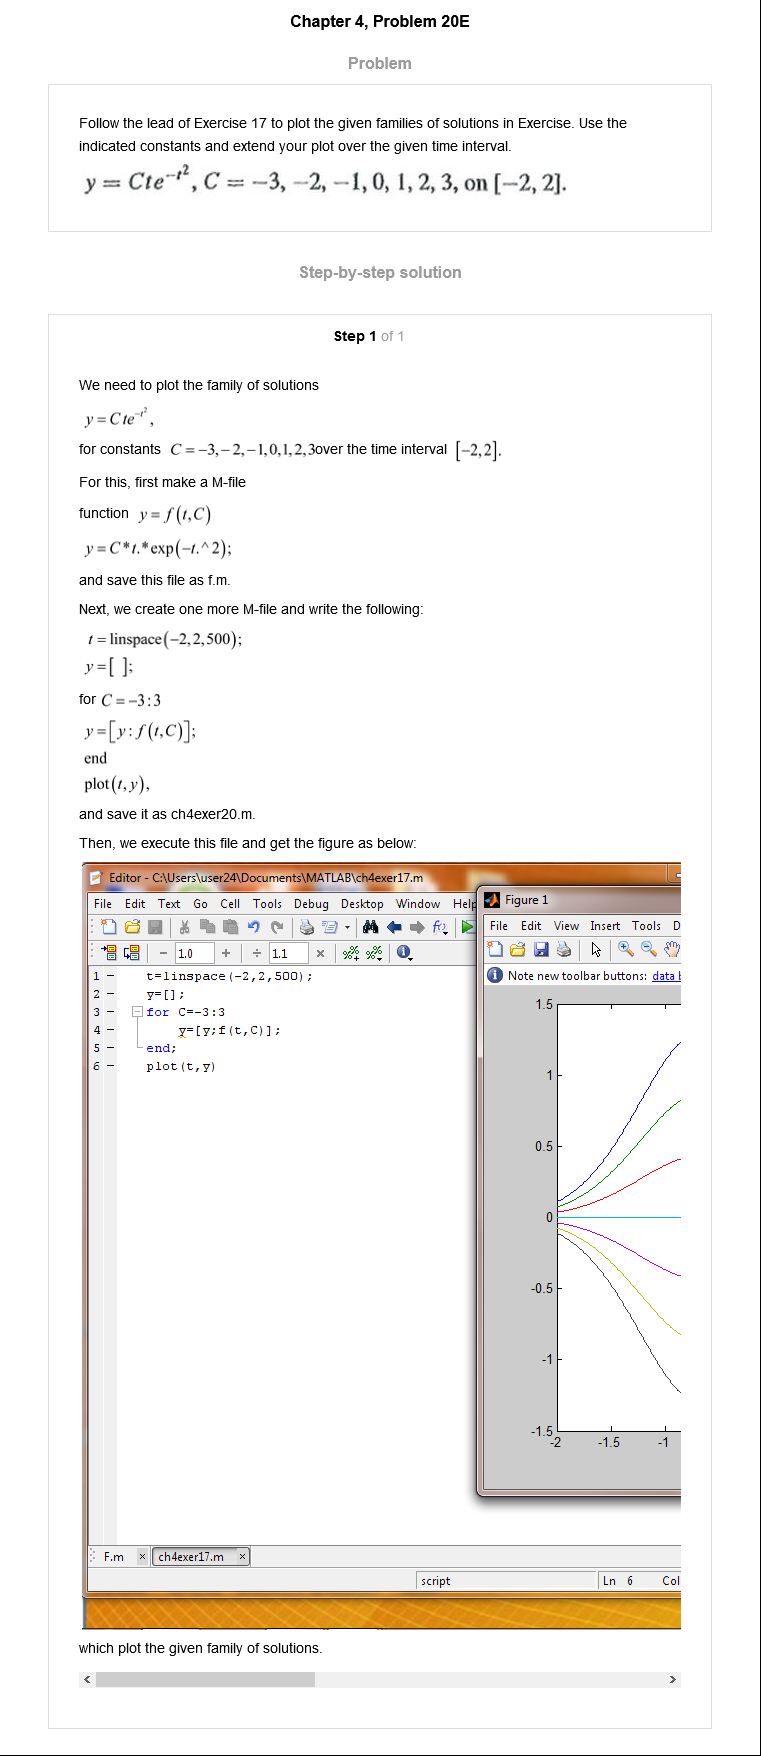 Chapter 4, Problem 20E
Problem
Follow the lead of Exercise 17 to plot the given families of solutions in Exercise. Use the
indicated constants and extend your plot over the given time interval.
y = Cte^{-t^2}, C = −3, −2, −1, 0, 1, 2, 3, on [−2, 2].
Step-by-step solution
Step 1 of 1
We need to plot the family of solutions
y = Cte^{-t^2},
for constants C = −3, −2, −1, 0, 1, 2, 3over the time interval [−2, 2].
For this, first make a M-file
function y = f(t,C)
y = C*t.*exp(−t.^2);
and save this file as f.m.
Next, we create one more M-file and write the following:
t = linspace(−2,2,500);
y = [ ];
for C = −3:3
y = [y: f(t,C)];
end
plot(t, y),
and save it as ch4exer20.m.
Then, we execute this file and get the figure as below:
Editor - C:\Users\user24\Documents\MATLAB\ch4exer17.m
File Edit Text Go Cell Tools Debug Desktop Window Help
− 1.0 + ÷ 1.1 ×
1 − t=linspace(-2,2,500);
2 − y=[];
3 − for C=-3:3
4 − y=[y;f(t,C)];
5 − end;
6 − plot(t,y)
Figure 1
File Edit View Insert Tools D
Note new toolbar buttons: data b
1.5
1
0.5
0
-0.5
-1
-1.5
-2 -1.5 -1
F.m × ch4exer17.m ×
script Ln 6 Col
which plot the given family of solutions.